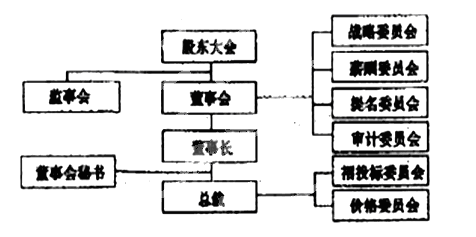 股东大会
监事会
董事会
董事长
董事会秘书
总裁
战略委员会
薪酬委员会
提名委员会
审计委员会
招投标委员会
价格委员会